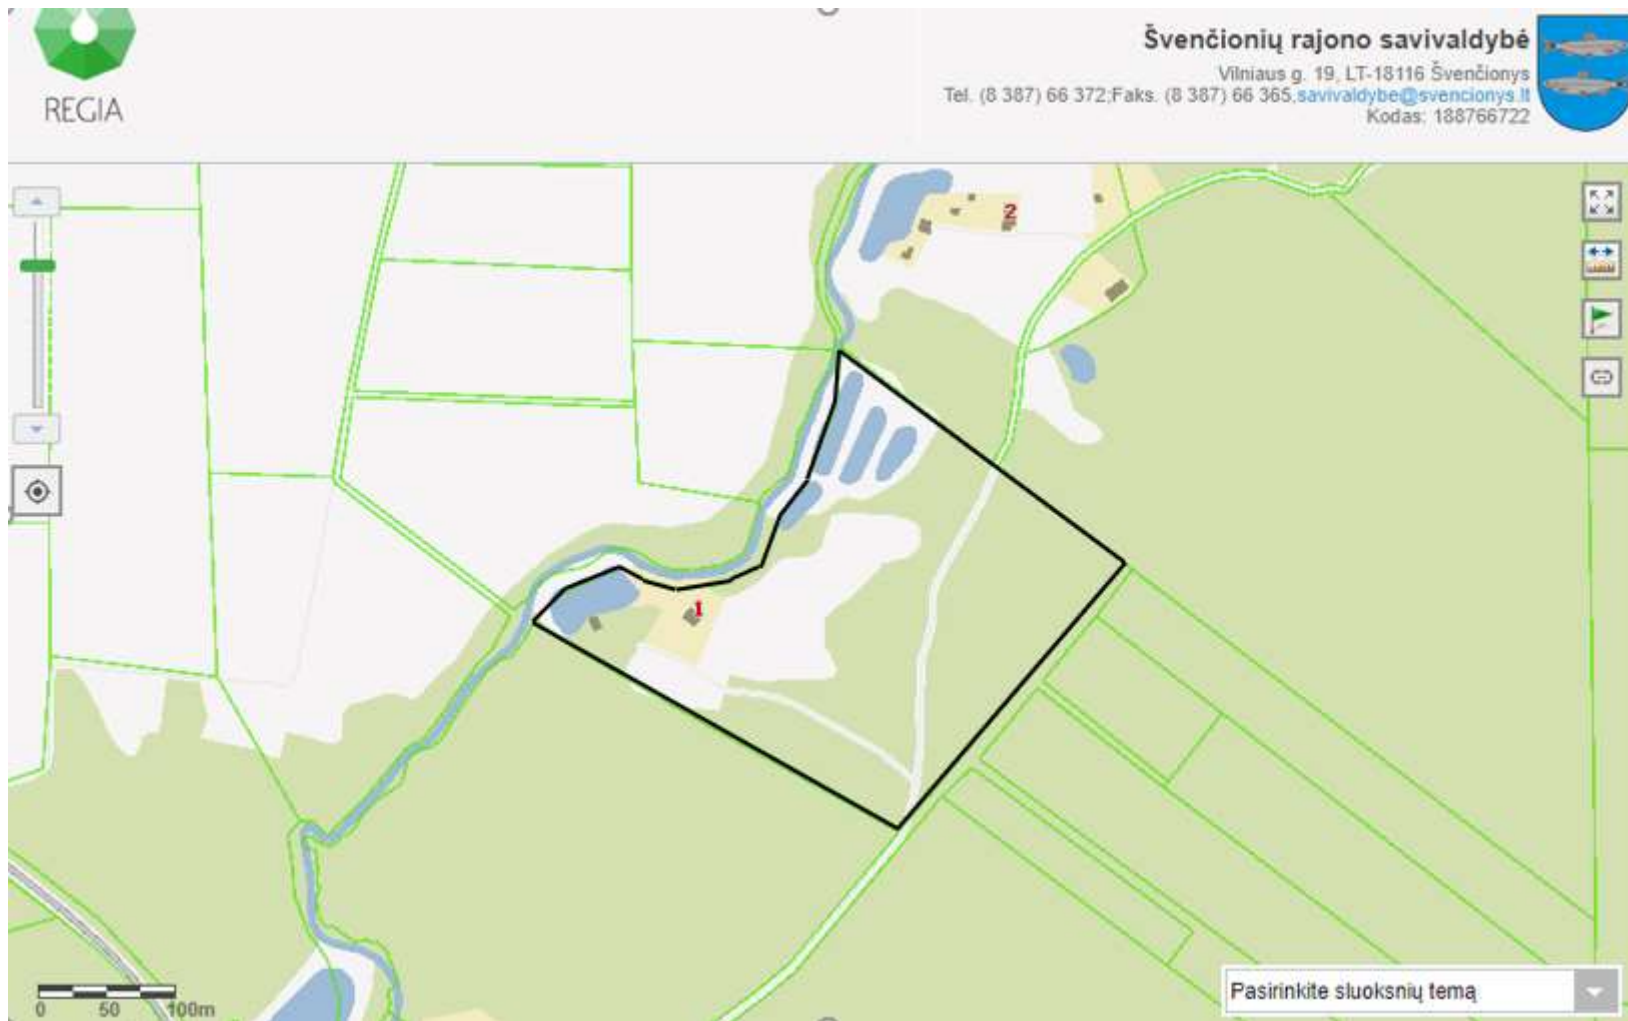 REGIA
Švenčionių rajono savivaldybė
Vilniaus g. 19, LT-18116 Švenčionys
Tel. (8 387) 66 372;Faks. (8 387) 66 365,savivaldybe@svencionys.lt
Kodas: 188766722
2
1
0 50 100m
Pasirinkite sluoksnių temą